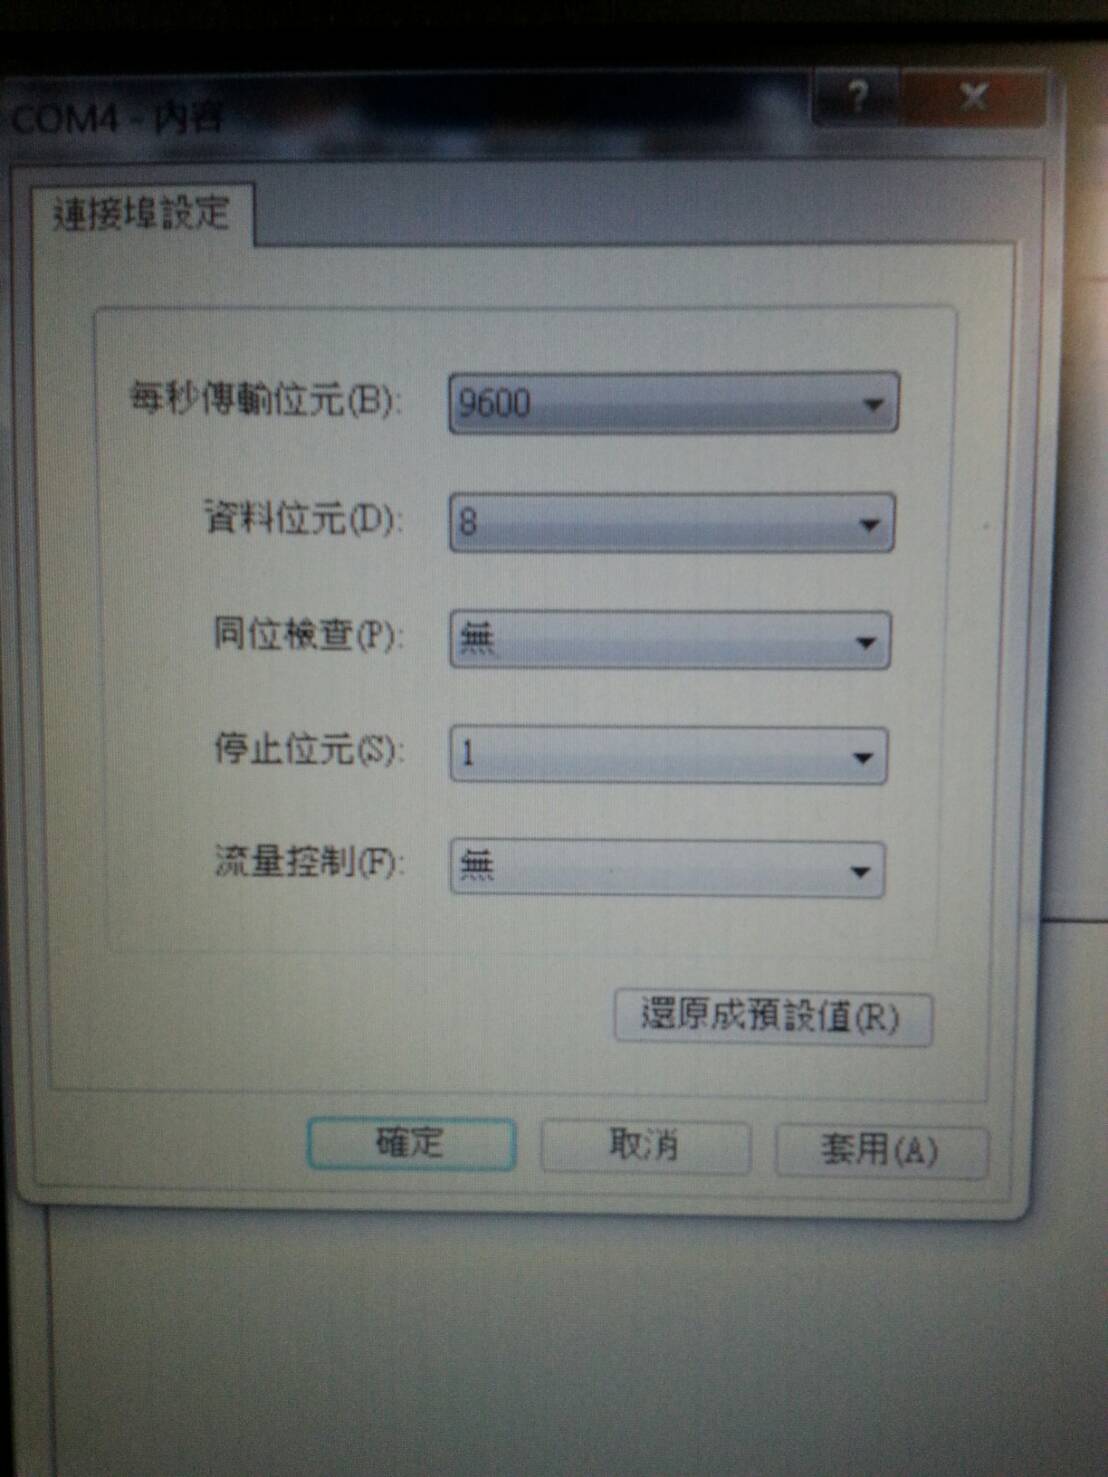 COM4 - 內容
?
連接埠設定
每秒傳輸位元(B): 9600
資料位元(D): 8
同位檢查(P): 無
停止位元(S): 1
流量控制(F): 無
還原成預設值(R)
確定 取消 套用(A)